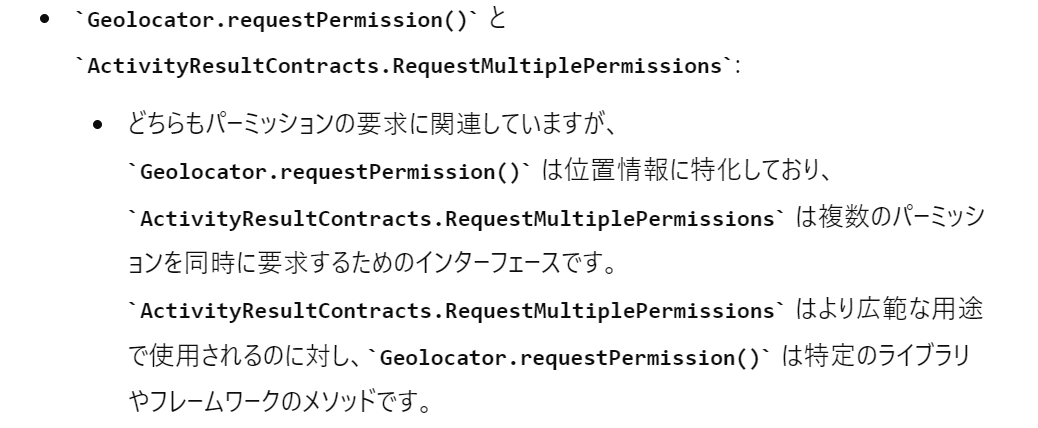 • `Geolocator.requestPermission()` と
`ActivityResultContracts.RequestMultiplePermissions`:
• どちらもパーミッションの要求に関連していますが、
`Geolocator.requestPermission()` は位置情報に特化しており、
`ActivityResultContracts.RequestMultiplePermissions` は複数のパーミッシ
ョンを同時に要求するためのインターフェースです。
`ActivityResultContracts.RequestMultiplePermissions` はより広範な用途
で使用されるのに対し、`Geolocator.requestPermission()` は特定のライブラリ
やフレームワークのメソッドです。